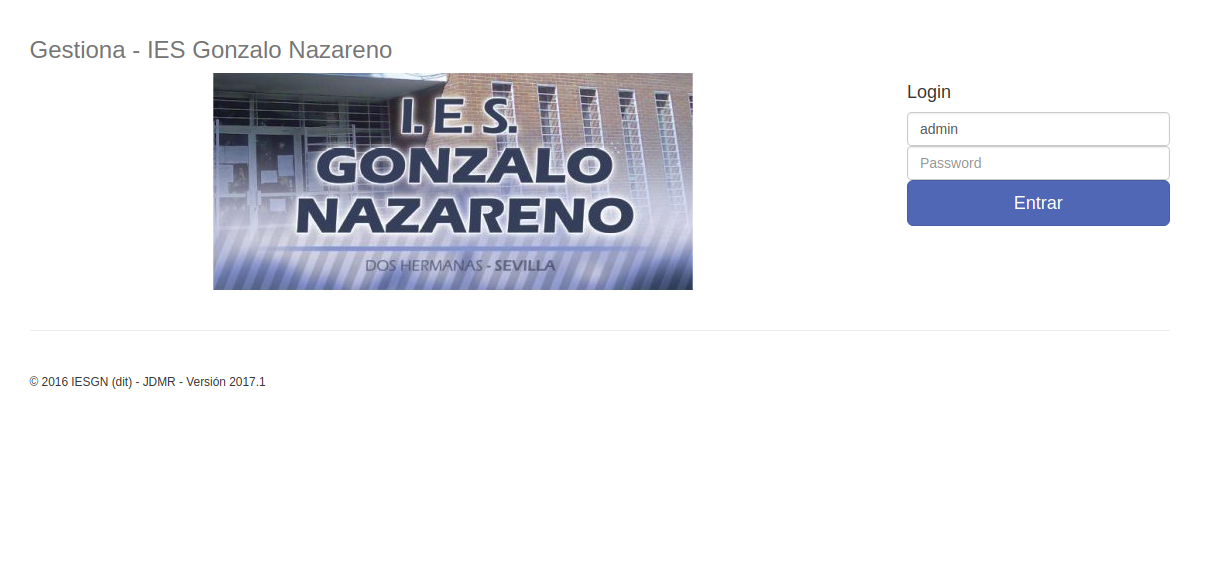 Gestiona - IES Gonzalo Nazareno
I.E.S.
GONZALO
NAZARENO
DOS HERMANAS - SEVILLA
Login
admin
Password
Entrar
© 2016 IESGN (dit) - JDMR - Versión 2017.1